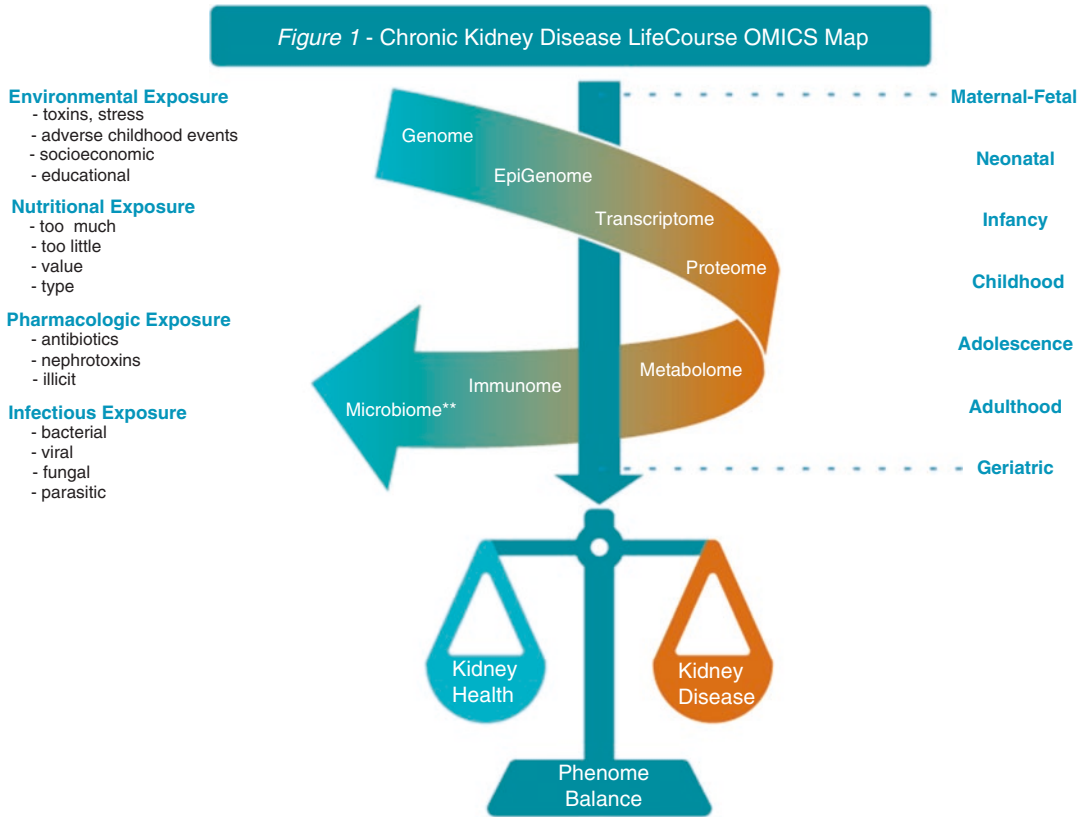 Figure 1 - Chronic Kidney Disease LifeCourse OMICS Map
Environmental Exposure
- toxins, stress
- adverse childhood events
- socioeconomic
- educational
Nutritional Exposure
- too much
- too little
- value
- type
Pharmacologic Exposure
- antibiotics
- nephrotoxins
- illicit
Infectious Exposure
- bacterial
- viral
- fungal
- parasitic
Genome
EpiGenome
Transcriptome
Proteome
Metabolome
Immunome
Microbiome**
Maternal-Fetal
Neonatal
Infancy
Childhood
Adolescence
Adulthood
Geriatric
Kidney
Health
Kidney
Disease
Phenome
Balance